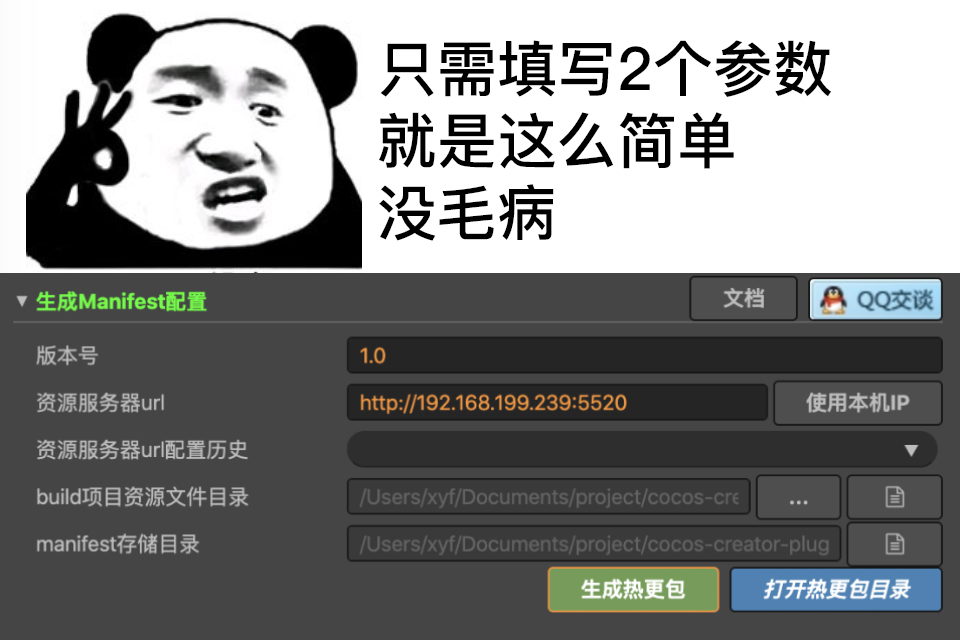 只需填写2个参数
就是这么简单
没毛病
▼ 生成Manifest配置 文档 QQ交谈
版本号 1.0
资源服务器url http://192.168.199.239:5520 使用本机IP
资源服务器url配置历史 ▼
build项目资源文件目录 /Users/xyf/Documents/project/cocos-cre ...
manifest存储目录 /Users/xyf/Documents/project/cocos-creator-plug
生成热更包 打开热更包目录